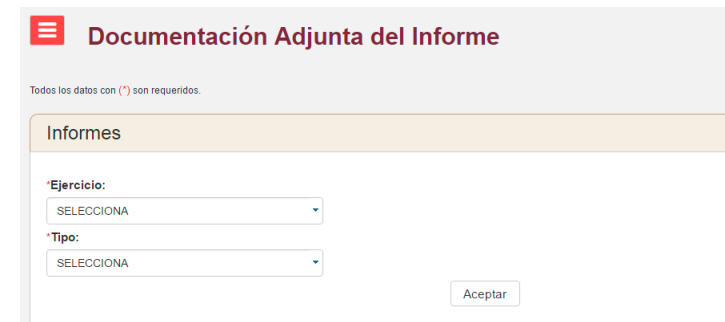 Documentación Adjunta del Informe
Todos los datos con (*) son requeridos.
Informes
*Ejercicio:
SELECCIONA
*Tipo:
SELECCIONA
Aceptar